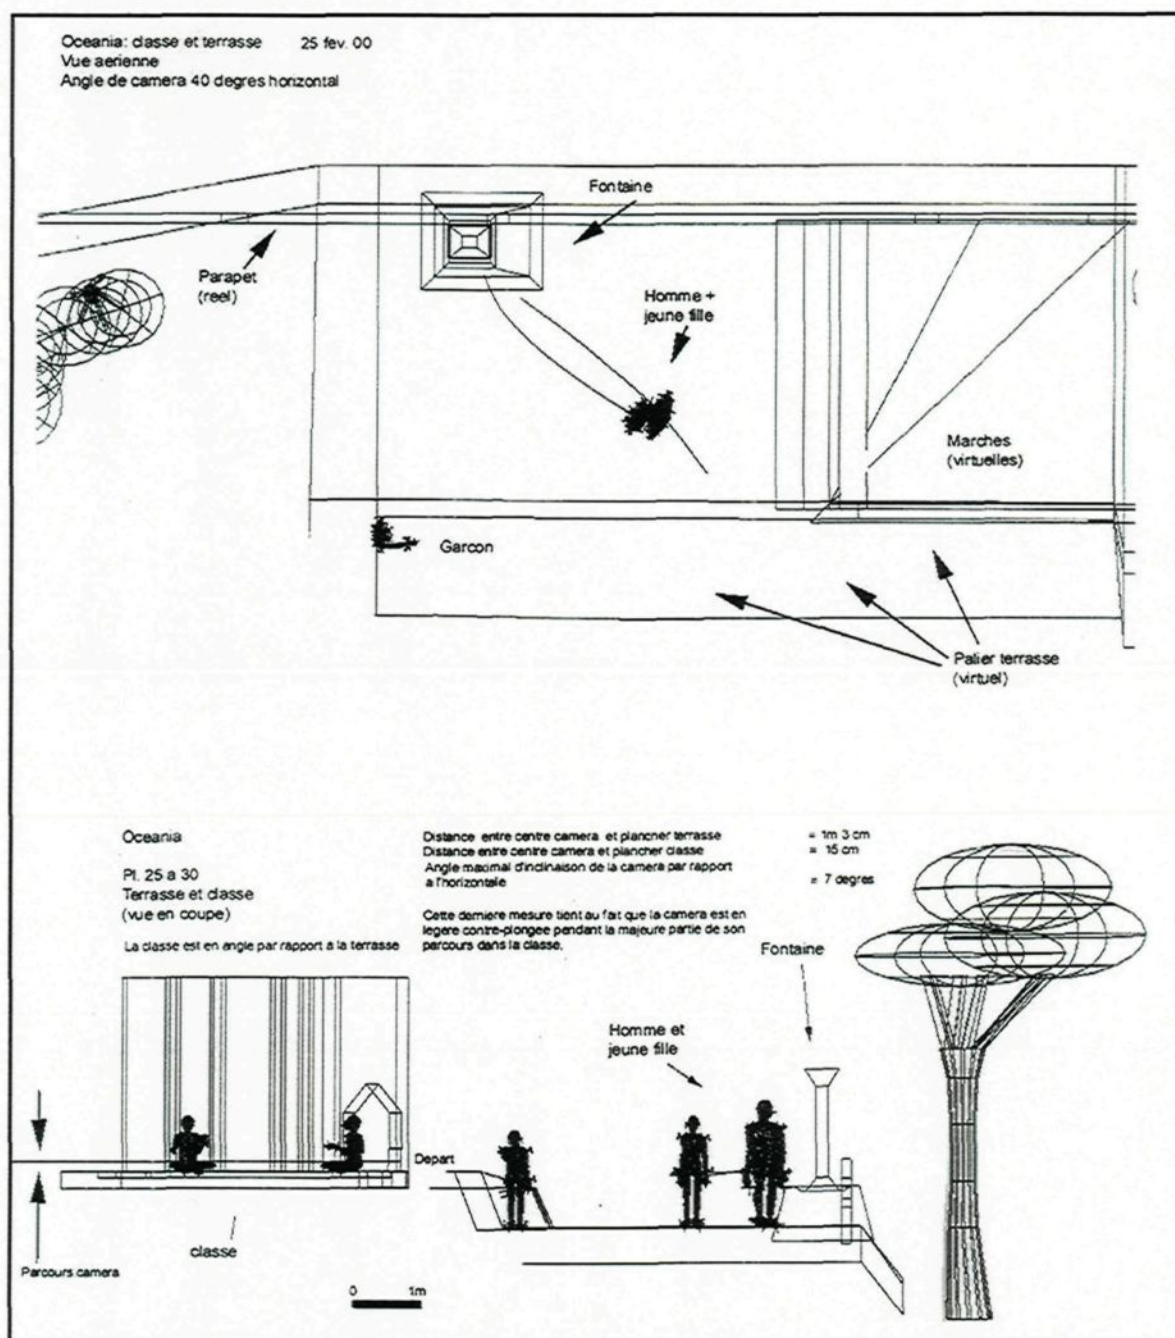 Oceania: classe et terrasse 25 fev. 00
Vue aerienne
Angle de camera 40 degres horizontal
Fontaine
Parapet
(reel)
Homme +
jeune fille
Marches
(virtuelles)
Garcon
Palier terrasse
(virtuel)
Oceania
Pl. 25 a 30
Terrasse et classe
(vue en coupe)
La classe est en angle par rapport a la terrasse
Distance entre centre camera et plancher terrasse = 1m 3 cm
Distance entre centre camera et plancher classe = 15 cm
Angle maximal d'inclinaison de la camera par rapport
a l'horizontale = 7 degres
Cette derniere mesure tient au fait que la camera est en
legere contre-plongee pendant la majeure partie de son
parcours dans la classe.
Fontaine
Homme et
jeune fille
Depart
classe
Parcours camera
0 1m